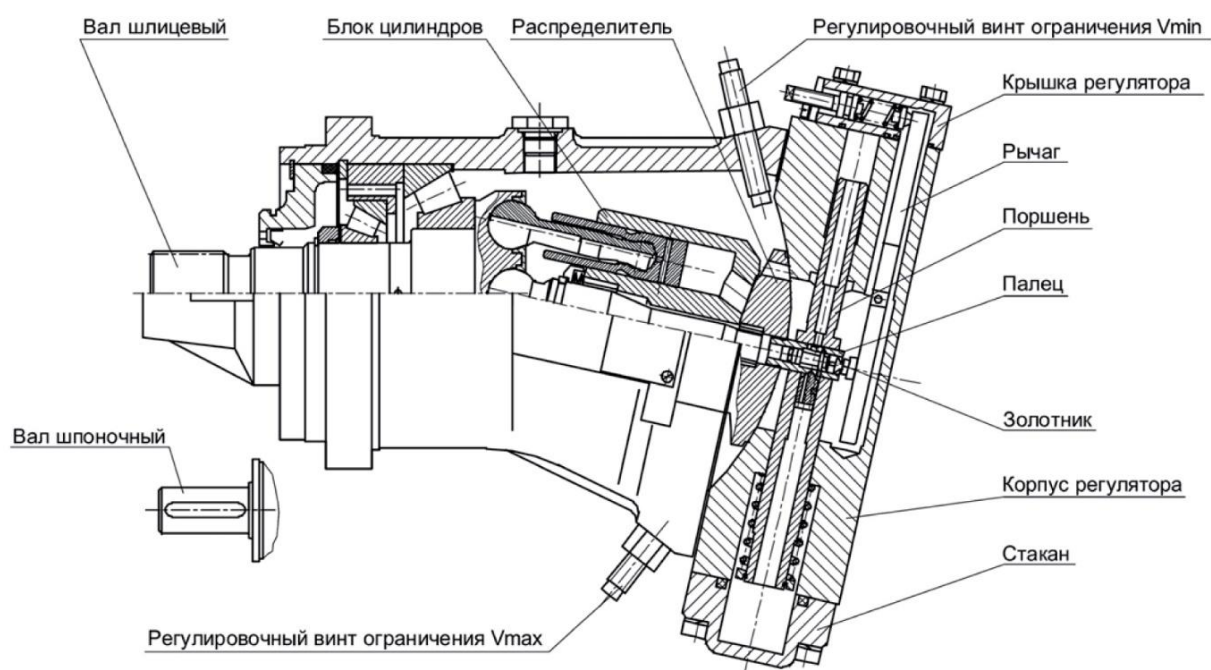 Вал шлицевый
Блок цилиндров
Распределитель
Регулировочный винт ограничения Vmin
Крышка регулятора
Рычаг
Поршень
Палец
Золотник
Вал шпоночный
Корпус регулятора
Стакан
Регулировочный винт ограничения Vmax